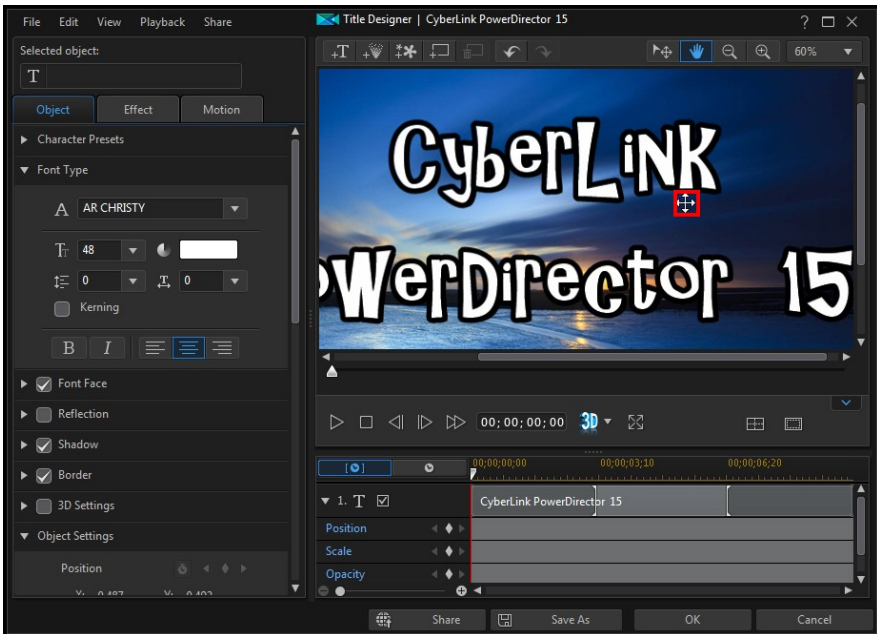 File Edit View Playback Share
Title Designer | CyberLink PowerDirector 15
Selected object:
T
+T
60%
Object Effect Motion
Character Presets
Font Type
A AR CHRISTY
48
0 0
Kerning
B I
Font Face
Reflection
Shadow
Border
3D Settings
Object Settings
Position
CyberLink
PowerDirector 15
00;00;00;00 3D
00;00;00;00 00;00;03;10 00;00;06;20
1. T CyberLink PowerDirector 15
Position
Scale
Opacity
Share Save As OK Cancel